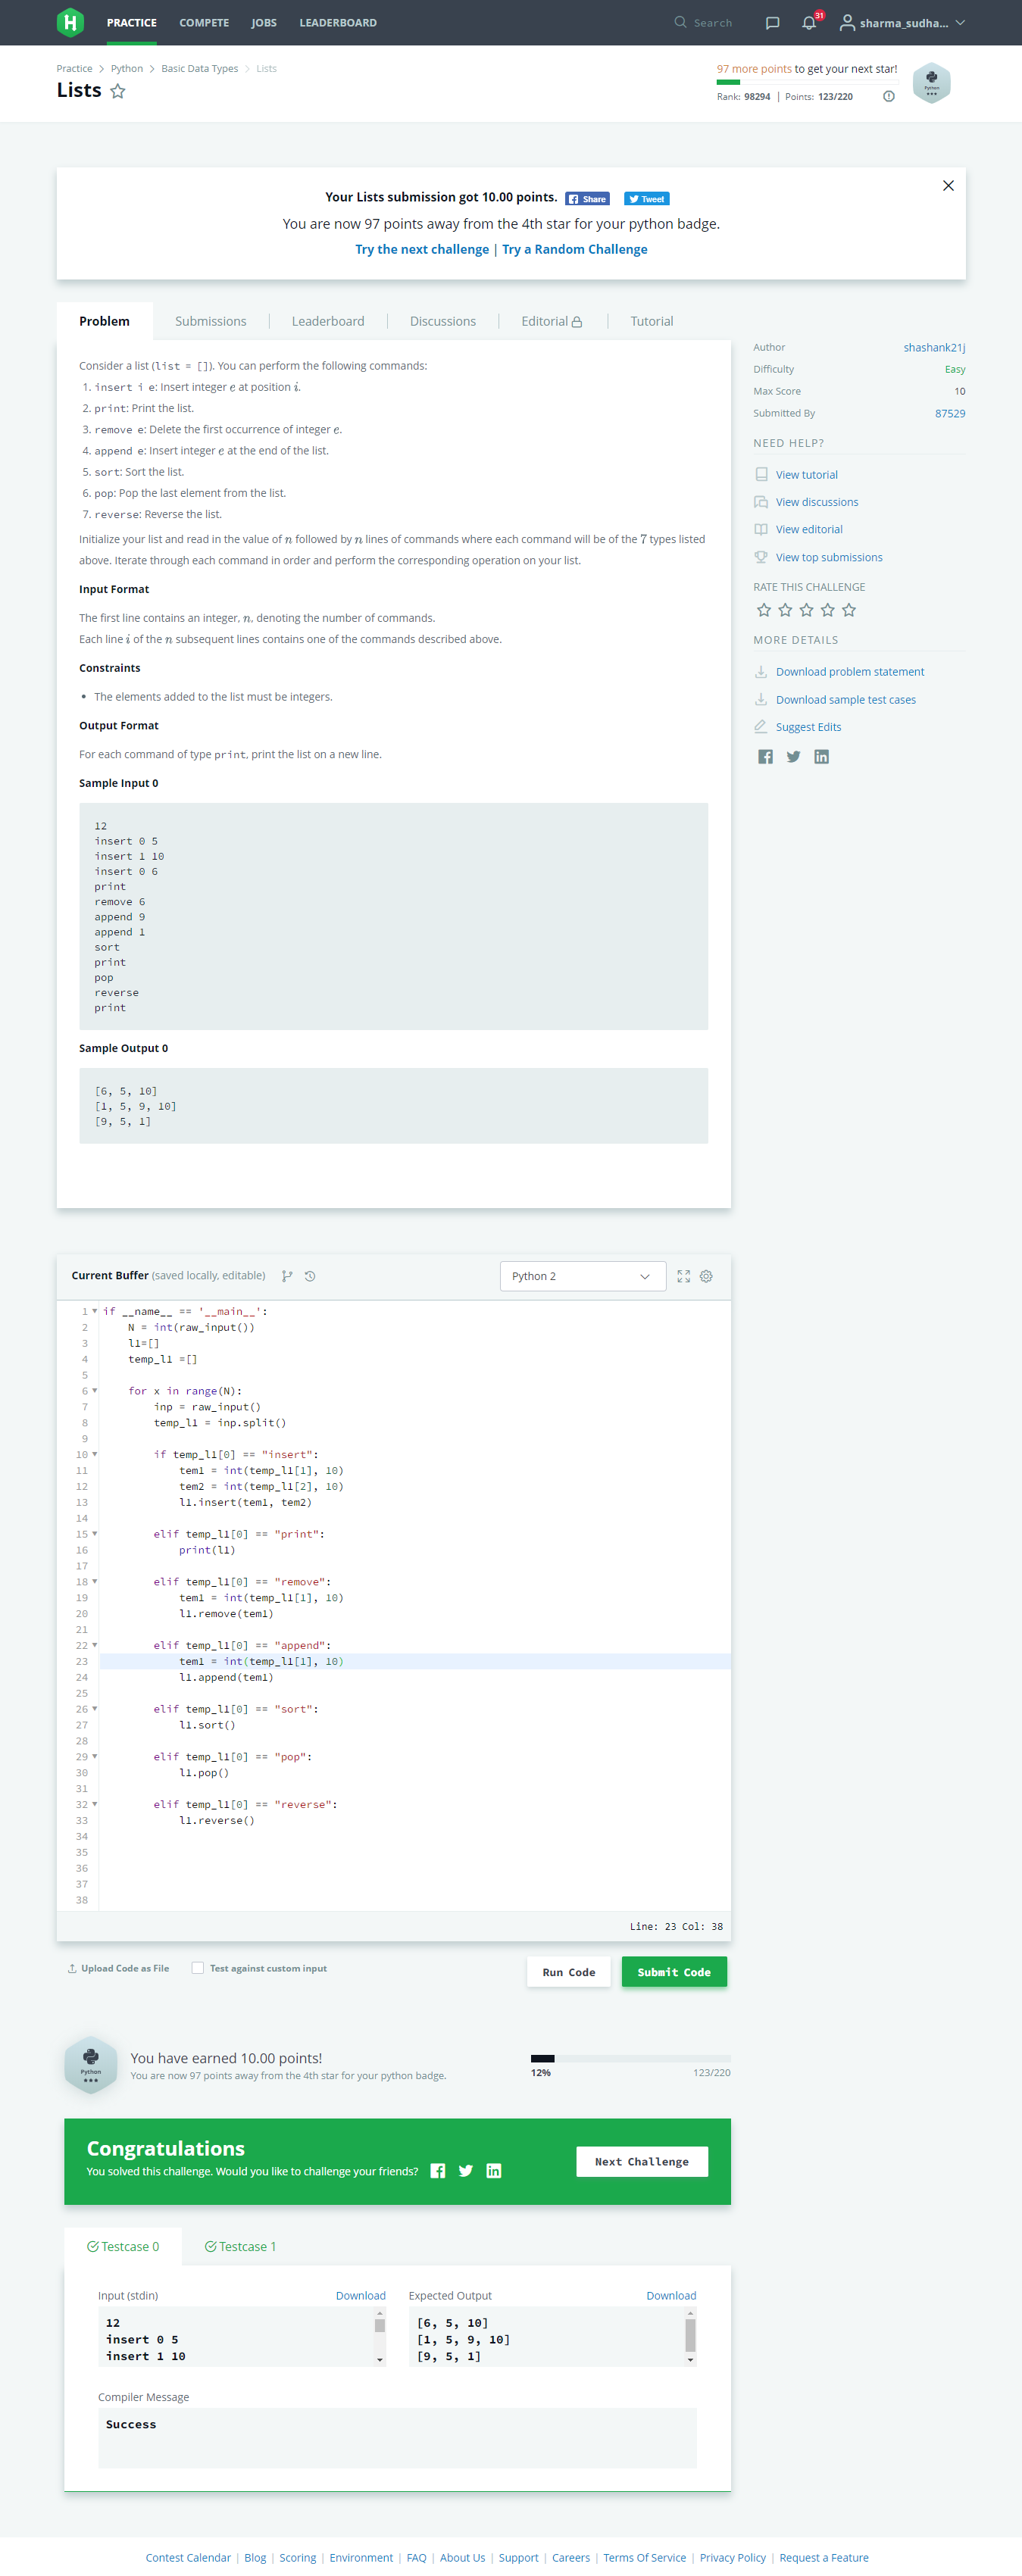 PRACTICE COMPETE JOBS LEADERBOARD Search 31 sharma_sudha...
Practice > Python > Basic Data Types > Lists
Lists
97 more points to get your next star!
Rank: 98294 | Points: 123/220
Python
Your Lists submission got 10.00 points. Share Tweet
You are now 97 points away from the 4th star for your python badge.
Try the next challenge | Try a Random Challenge
Problem Submissions Leaderboard Discussions Editorial Tutorial
Consider a list (list = []). You can perform the following commands:
1. insert i e: Insert integer e at position i.
2. print: Print the list.
3. remove e: Delete the first occurrence of integer e.
4. append e: Insert integer e at the end of the list.
5. sort: Sort the list.
6. pop: Pop the last element from the list.
7. reverse: Reverse the list.
Initialize your list and read in the value of n followed by n lines of commands where each command will be of the 7 types listed
above. Iterate through each command in order and perform the corresponding operation on your list.
Input Format
The first line contains an integer, n, denoting the number of commands.
Each line i of the n subsequent lines contains one of the commands described above.
Constraints
• The elements added to the list must be integers.
Output Format
For each command of type print, print the list on a new line.
Sample Input 0
12
insert 0 5
insert 1 10
insert 0 6
print
remove 6
append 9
append 1
sort
print
pop
reverse
print
Sample Output 0
[6, 5, 10]
[1, 5, 9, 10]
[9, 5, 1]
Author shashank21j
Difficulty Easy
Max Score 10
Submitted By 87529
NEED HELP?
View tutorial
View discussions
View editorial
View top submissions
RATE THIS CHALLENGE
MORE DETAILS
Download problem statement
Download sample test cases
Suggest Edits
Current Buffer (saved locally, editable) Python 2
1 if __name__ == '__main__':
2     N = int(raw_input())
3     l1=[]
4     temp_l1 =[]
5
6     for x in range(N):
7         inp = raw_input()
8         temp_l1 = inp.split()
9
10         if temp_l1[0] == "insert":
11             tem1 = int(temp_l1[1], 10)
12             tem2 = int(temp_l1[2], 10)
13             l1.insert(tem1, tem2)
14
15         elif temp_l1[0] == "print":
16             print(l1)
17
18         elif temp_l1[0] == "remove":
19             tem1 = int(temp_l1[1], 10)
20             l1.remove(tem1)
21
22         elif temp_l1[0] == "append":
23             tem1 = int(temp_l1[1], 10)
24             l1.append(tem1)
25
26         elif temp_l1[0] == "sort":
27             l1.sort()
28
29         elif temp_l1[0] == "pop":
30             l1.pop()
31
32         elif temp_l1[0] == "reverse":
33             l1.reverse()
34
35
36
37
38
Line: 23 Col: 38
Upload Code as File Test against custom input Run Code Submit Code
Python
You have earned 10.00 points!
You are now 97 points away from the 4th star for your python badge.
12% 123/220
Congratulations
You solved this challenge. Would you like to challenge your friends?
Next Challenge
Testcase 0 Testcase 1
Input (stdin) Download
12
insert 0 5
insert 1 10
Expected Output Download
[6, 5, 10]
[1, 5, 9, 10]
[9, 5, 1]
Compiler Message
Success
Contest Calendar | Blog | Scoring | Environment | FAQ | About Us | Support | Careers | Terms Of Service | Privacy Policy | Request a Feature